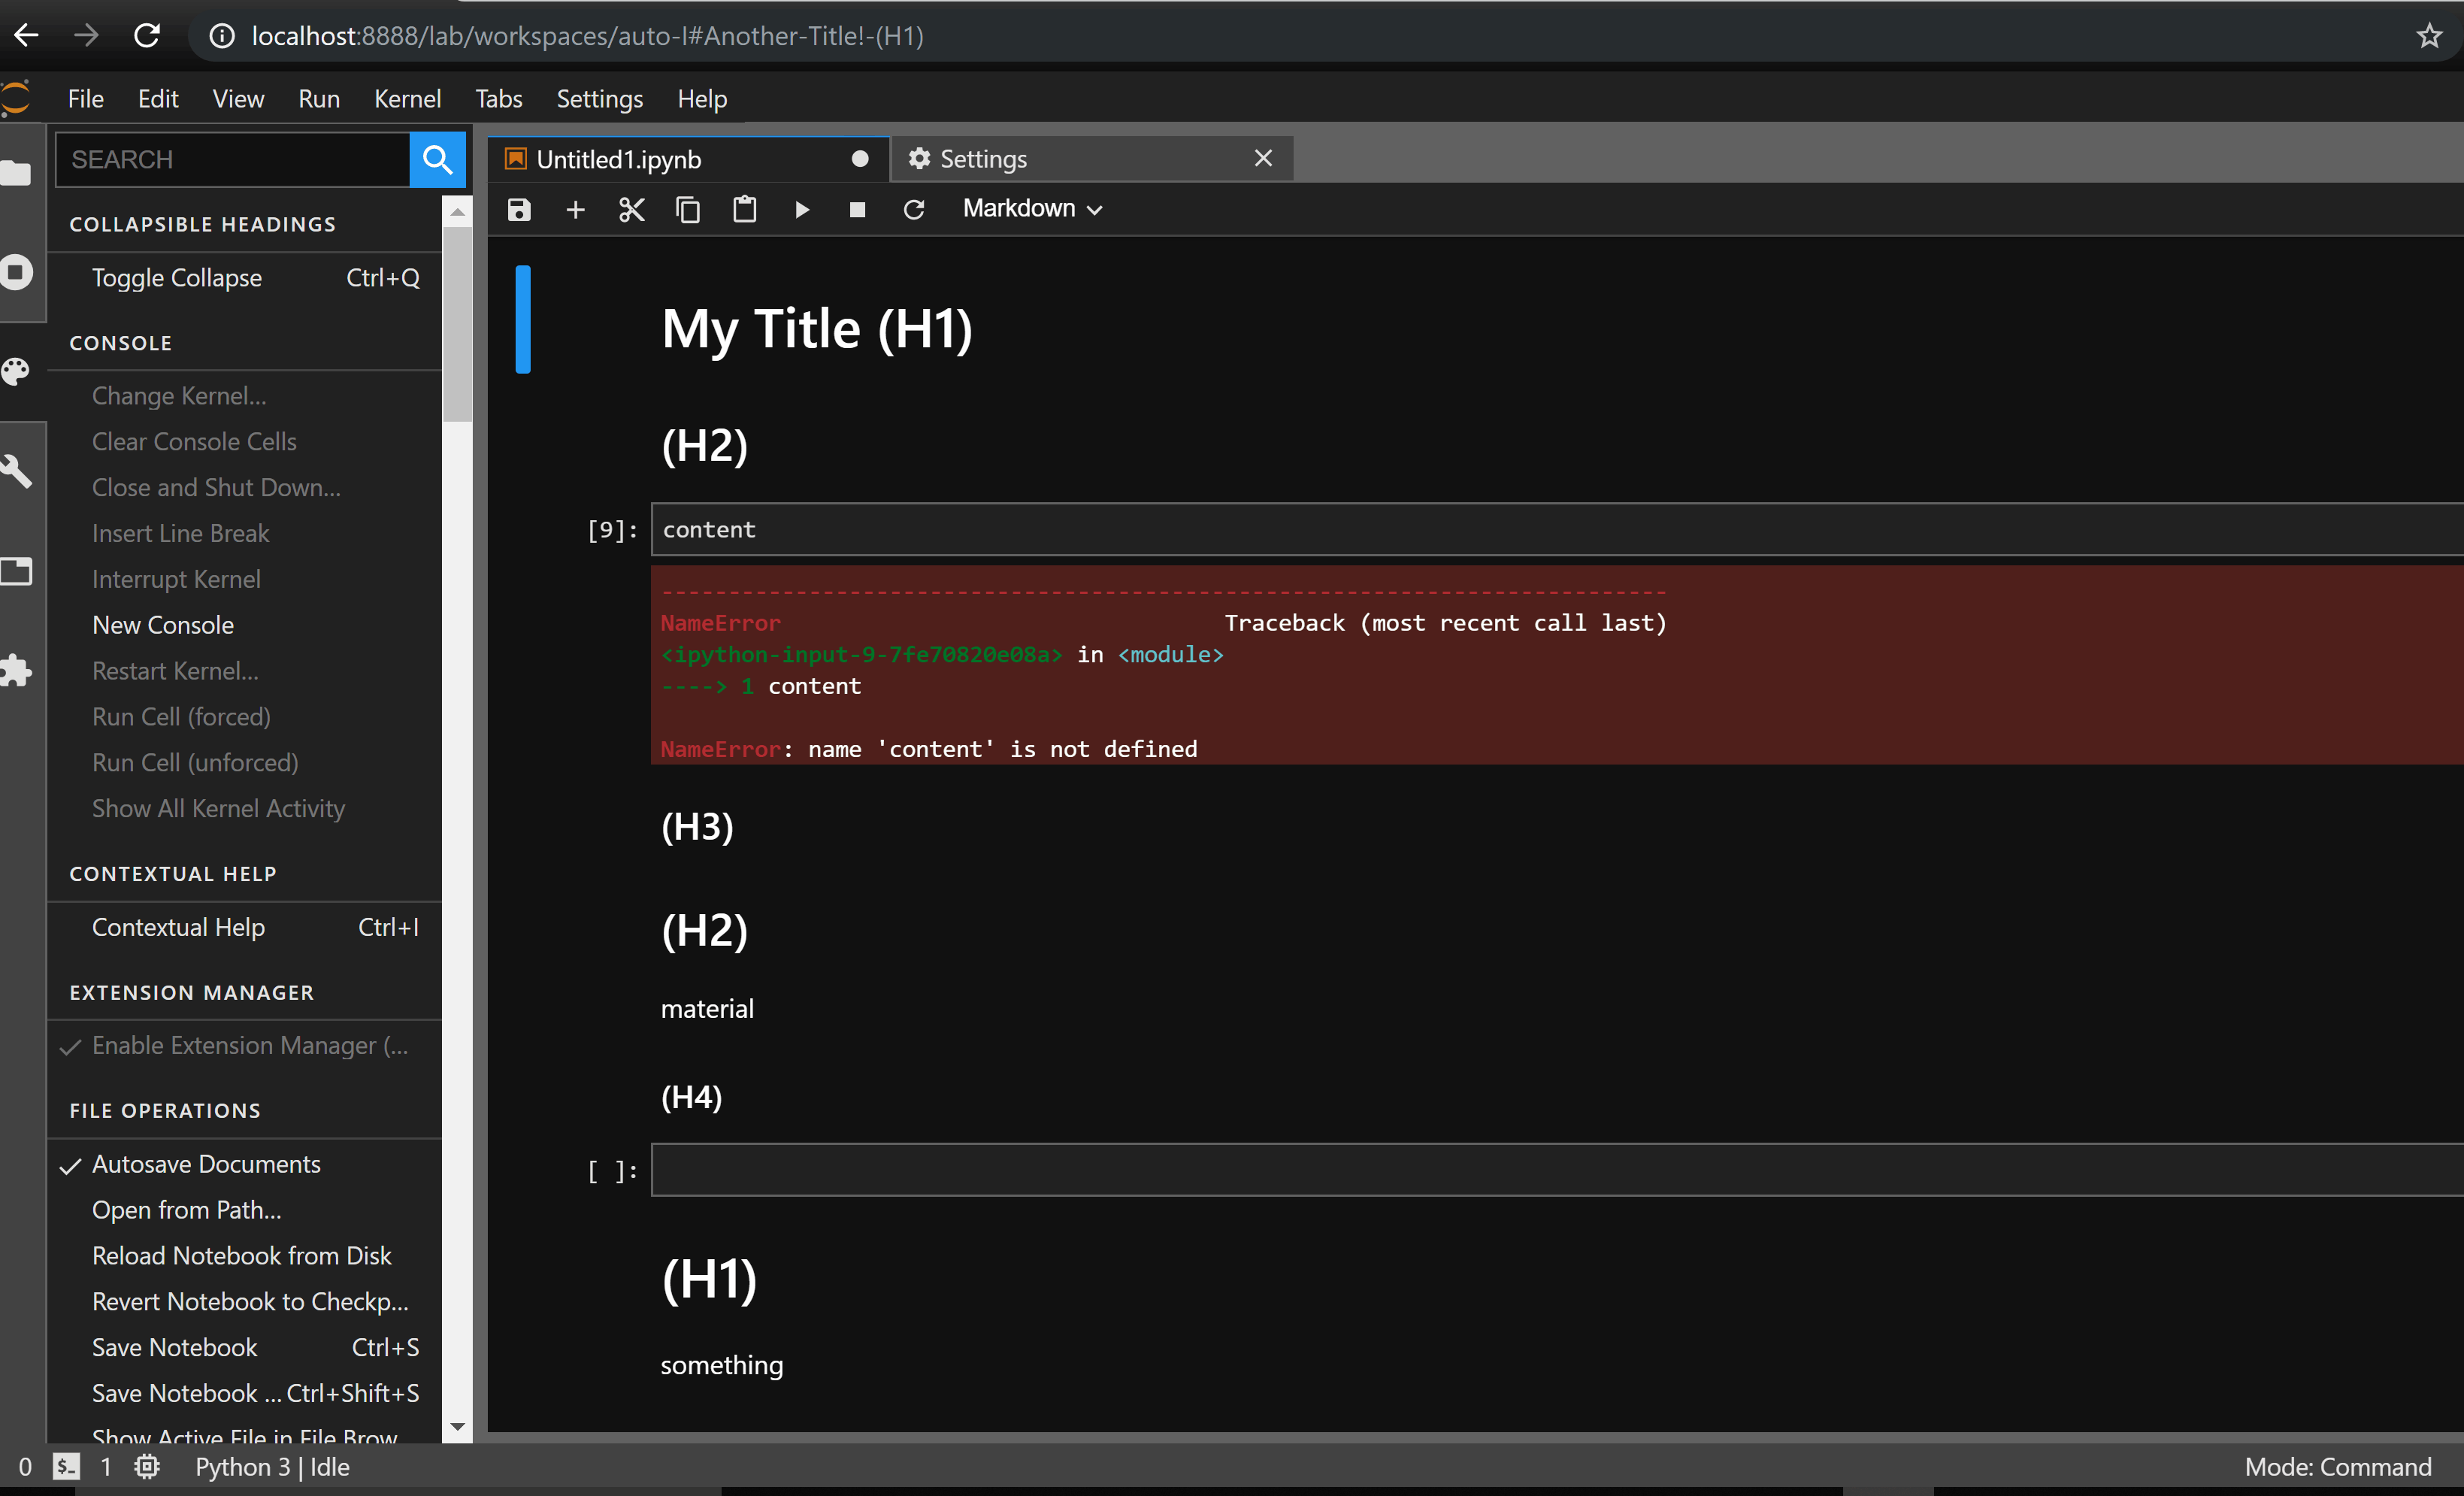 localhost:8888/lab/workspaces/auto-I#Another-Title!-(H1)
File Edit View Run Kernel Tabs Settings Help
SEARCH
COLLAPSIBLE HEADINGS
Toggle Collapse Ctrl+Q
CONSOLE
Change Kernel...
Clear Console Cells
Close and Shut Down...
Insert Line Break
Interrupt Kernel
New Console
Restart Kernel...
Run Cell (forced)
Run Cell (unforced)
Show All Kernel Activity
CONTEXTUAL HELP
Contextual Help Ctrl+I
EXTENSION MANAGER
Enable Extension Manager (...
FILE OPERATIONS
Autosave Documents
Open from Path...
Reload Notebook from Disk
Revert Notebook to Checkp...
Save Notebook Ctrl+S
Save Notebook ... Ctrl+Shift+S
Show Active File in File Brow
Untitled1.ipynb
Settings
Markdown
My Title (H1)
(H2)
[9]: content
---------------------------------------------------------------------------
NameError Traceback (most recent call last)
<ipython-input-9-7fe70820e08a> in <module>
----> 1 content
NameError: name 'content' is not defined
(H3)
(H2)
material
(H4)
[ ]:
(H1)
something
0 $_ 1 Python 3 | Idle
Mode: Command